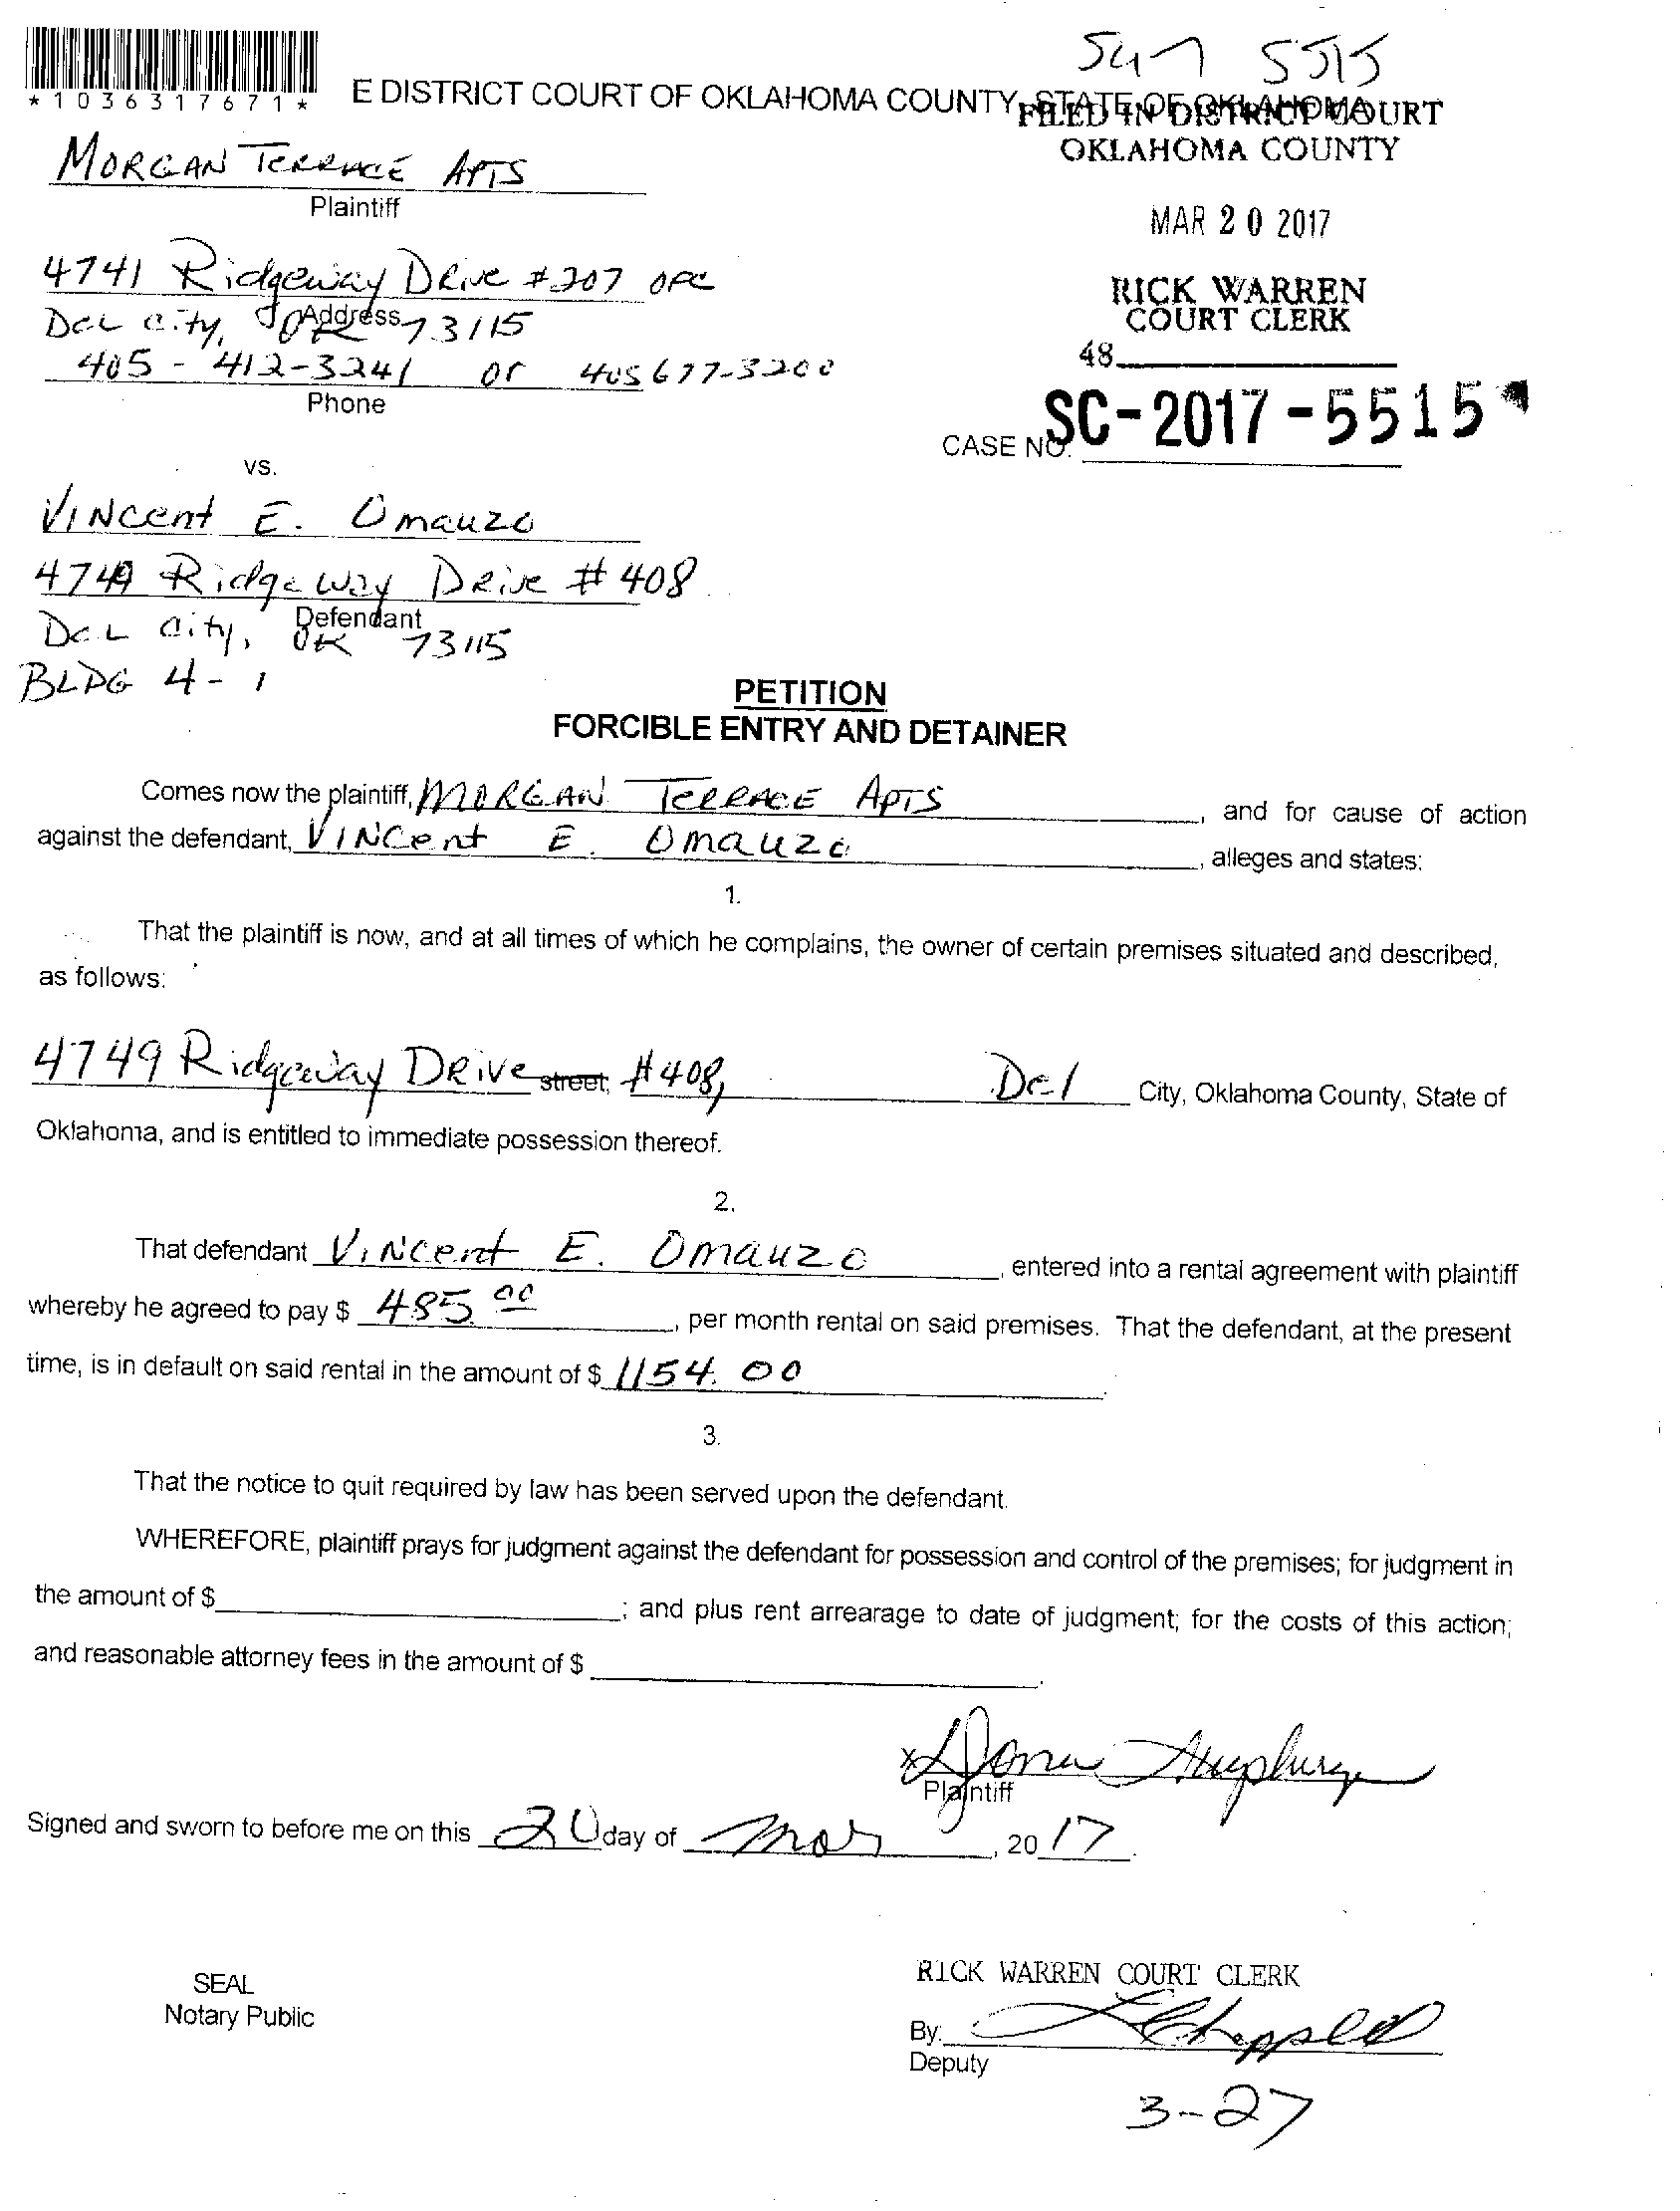 547 5515
*1036317671*
E DISTRICT COURT OF OKLAHOMA COUNTY, STATE OF OKLAHOMA
FILED IN DISTRICT COURT
OKLAHOMA COUNTY
MORGAN TERRACE APTS
Plaintiff
MAR 20 2017
4741 Ridgeway DRive #207 OFC
Address
DEL City, OK 73115
RICK WARREN
COURT CLERK
405-412-3241 or 405 677-3200
Phone
48
CASE NO. SC-2017-5515
vs.
VINCent E. Omauzo
4749 Ridgeway DRive #408
Defendant
DEL City, OK 73115
BLDG 4-1
PETITION
FORCIBLE ENTRY AND DETAINER
Comes now the plaintiff, MORGAN TERRACE APTS, and for cause of action
against the defendant, VINCent E. Omauzo, alleges and states:
1.
That the plaintiff is now, and at all times of which he complains, the owner of certain premises situated and described,
as follows:
4749 Ridgeway DRive street, #408, Del City, Oklahoma County, State of
Oklahoma, and is entitled to immediate possession thereof.
2.
That defendant VINCent E. Omauzo, entered into a rental agreement with plaintiff
whereby he agreed to pay $ 485.00, per month rental on said premises. That the defendant, at the present
time, is in default on said rental in the amount of $ 1154.00.
3.
That the notice to quit required by law has been served upon the defendant.
WHEREFORE, plaintiff prays for judgment against the defendant for possession and control of the premises; for judgment in
the amount of $ ; and plus rent arrearage to date of judgment; for the costs of this action;
and reasonable attorney fees in the amount of $ .
x
Plaintiff
Signed and sworn to before me on this 20 day of Mar, 2017.
SEAL
Notary Public
RICK WARREN COURT CLERK
By:
Deputy
3-27